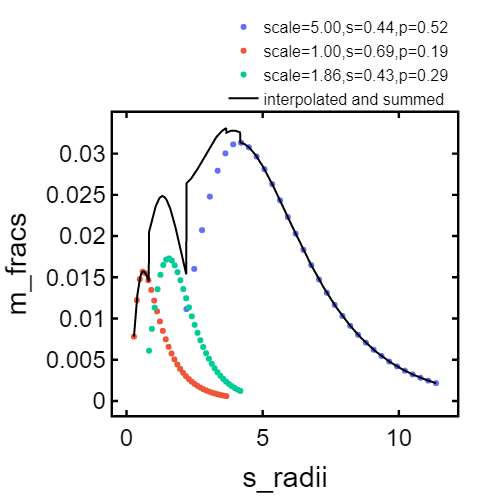 scale=5.00,s=0.44,p=0.52
scale=1.00,s=0.69,p=0.19
scale=1.86,s=0.43,p=0.29
interpolated and summed
0.03
0.025
0.02
0.015
0.01
0.005
0
m_fracs
0 5 10
s_radii